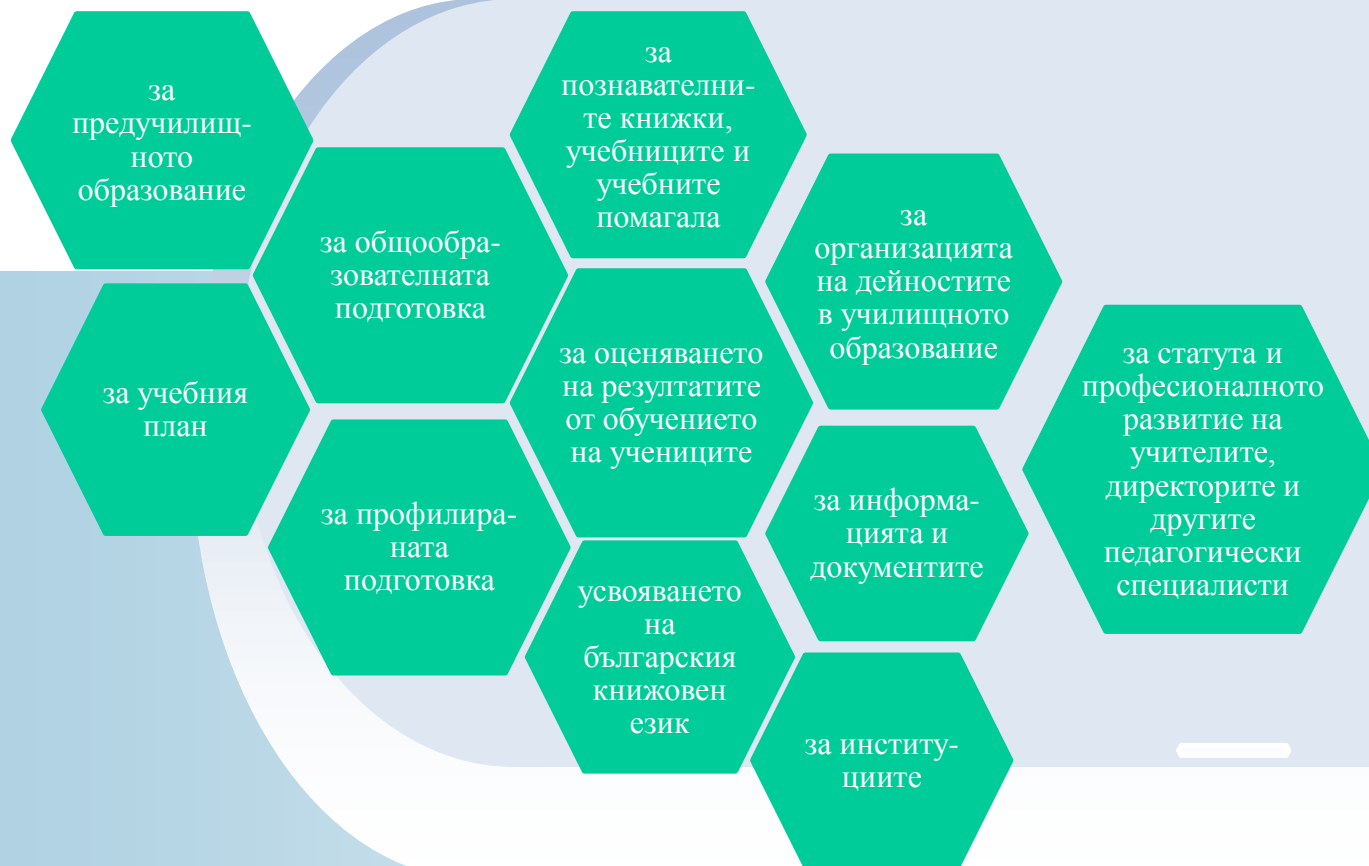 за
предучилищ-
ното
образование
за
познавателни-
те книжки,
учебниците и
учебните
помагала
за общообра-
зователната
подготовка
за
организацията
на дейностите
в училищното
образование
за учебния
план
за оценяването
на резултатите
от обучението
на учениците
за статута и
професионалното
развитие на
учителите,
директорите и
другите
педагогически
специалисти
за профилира-
ната
подготовка
за информа-
цията и
документите
усвояването
на
българския
книжовен
език
за институ-
циите